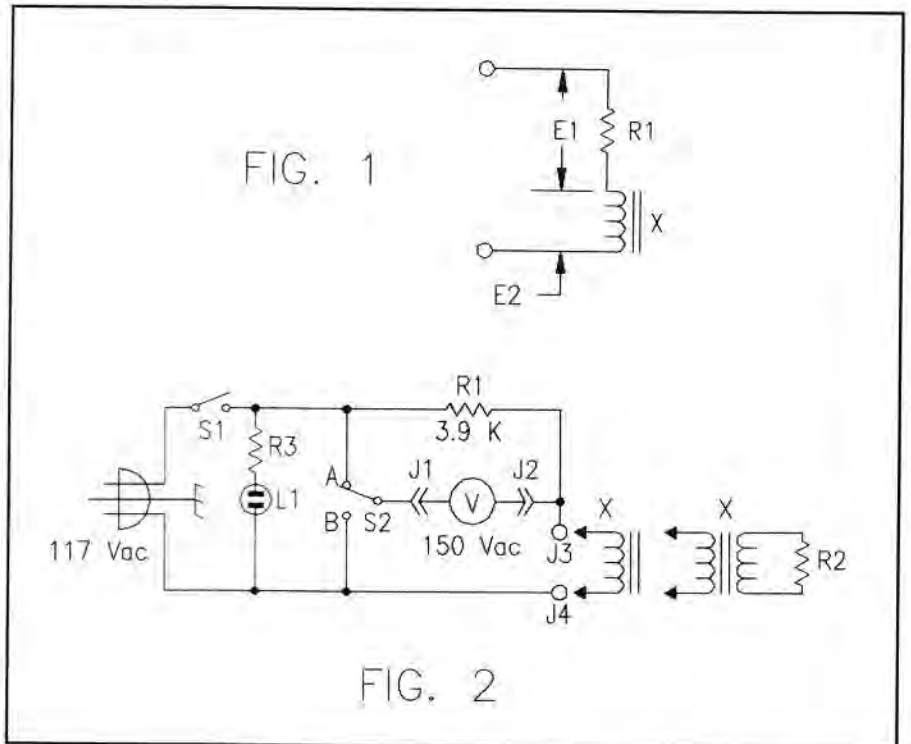 FIG. 1
E1
R1
X
E2
S1
R3
L1
117 Vac
A
B
S2
R1
3.9 K
J1
V
J2
150 Vac
J3
J4
X
X
R2
FIG. 2